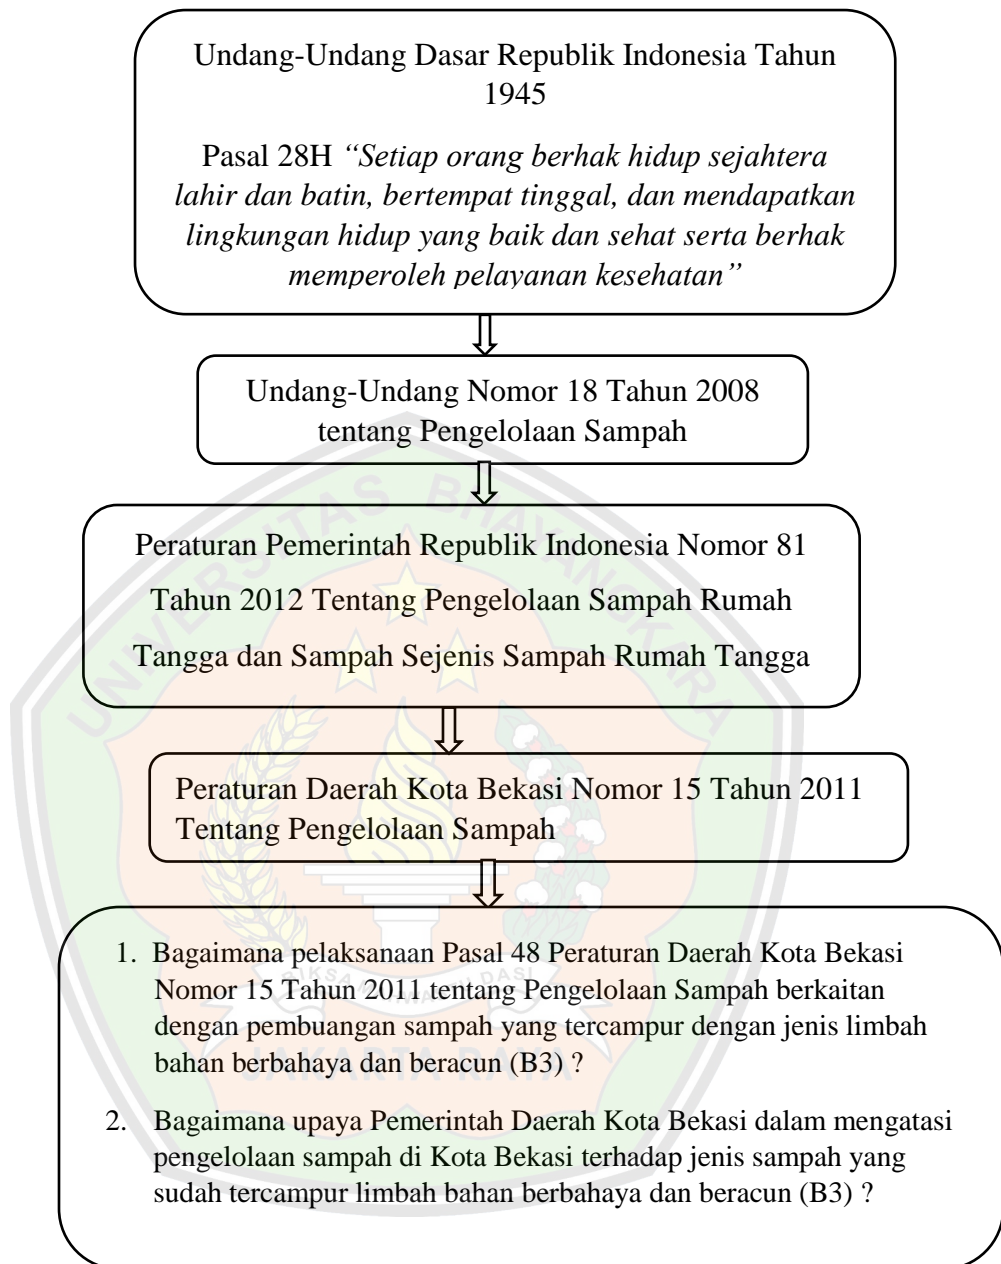 Undang-Undang Dasar Republik Indonesia Tahun
1945
Pasal 28H “Setiap orang berhak hidup sejahtera
lahir dan batin, bertempat tinggal, dan mendapatkan
lingkungan hidup yang baik dan sehat serta berhak
memperoleh pelayanan kesehatan”
Undang-Undang Nomor 18 Tahun 2008
tentang Pengelolaan Sampah
Peraturan Pemerintah Republik Indonesia Nomor 81
Tahun 2012 Tentang Pengelolaan Sampah Rumah
Tangga dan Sampah Sejenis Sampah Rumah Tangga
Peraturan Daerah Kota Bekasi Nomor 15 Tahun 2011
Tentang Pengelolaan Sampah
1. Bagaimana pelaksanaan Pasal 48 Peraturan Daerah Kota Bekasi
Nomor 15 Tahun 2011 tentang Pengelolaan Sampah berkaitan
dengan pembuangan sampah yang tercampur dengan jenis limbah
bahan berbahaya dan beracun (B3) ?
2. Bagaimana upaya Pemerintah Daerah Kota Bekasi dalam mengatasi
pengelolaan sampah di Kota Bekasi terhadap jenis sampah yang
sudah tercampur limbah bahan berbahaya dan beracun (B3) ?
UNIVERSITAS BHAYANGKARA
JAKARTA RAYA